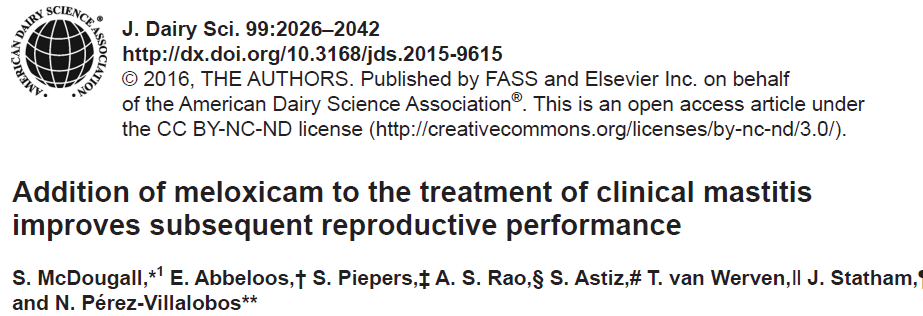 AMERICAN DAIRY SCIENCE ASSOCIATION®
J. Dairy Sci. 99:2026–2042
http://dx.doi.org/10.3168/jds.2015-9615
© 2016, THE AUTHORS. Published by FASS and Elsevier Inc. on behalf
of the American Dairy Science Association®. This is an open access article under
the CC BY-NC-ND license (http://creativecommons.org/licenses/by-nc-nd/3.0/).
Addition of meloxicam to the treatment of clinical mastitis
improves subsequent reproductive performance
S. McDougall,*1 E. Abbeloos,† S. Piepers,‡ A. S. Rao,§ S. Astiz,# T. van Werven,‖ J. Statham,¶
and N. Pérez-Villalobos**